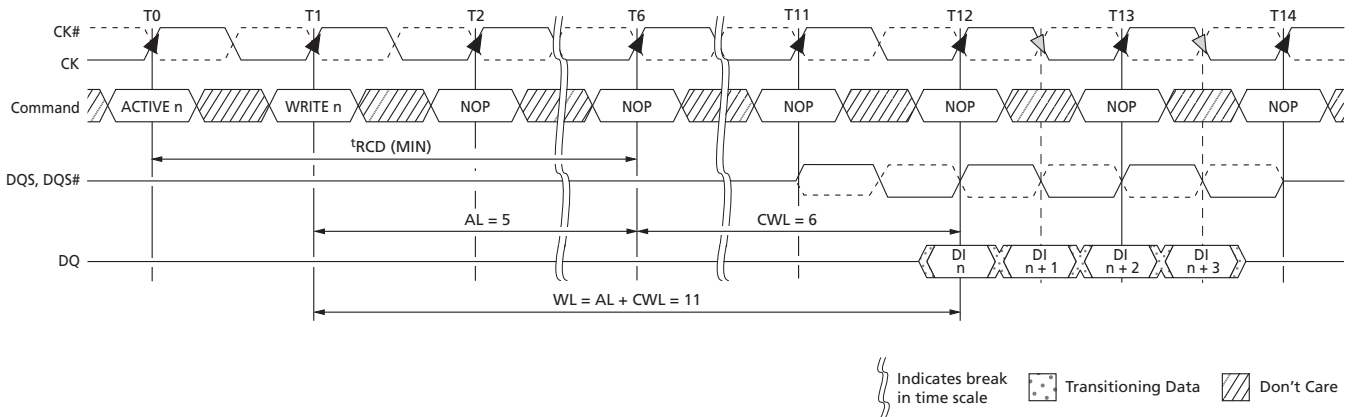 T0 T1 T2 T6 T11 T12 T13 T14
CK#
CK
Command ACTIVE n WRITE n NOP NOP NOP NOP NOP NOP
tRCD (MIN)
DQS, DQS#
AL = 5 CWL = 6
DQ DI n DI n + 1 DI n + 2 DI n + 3
WL = AL + CWL = 11
Indicates break in time scale
Transitioning Data
Don't Care